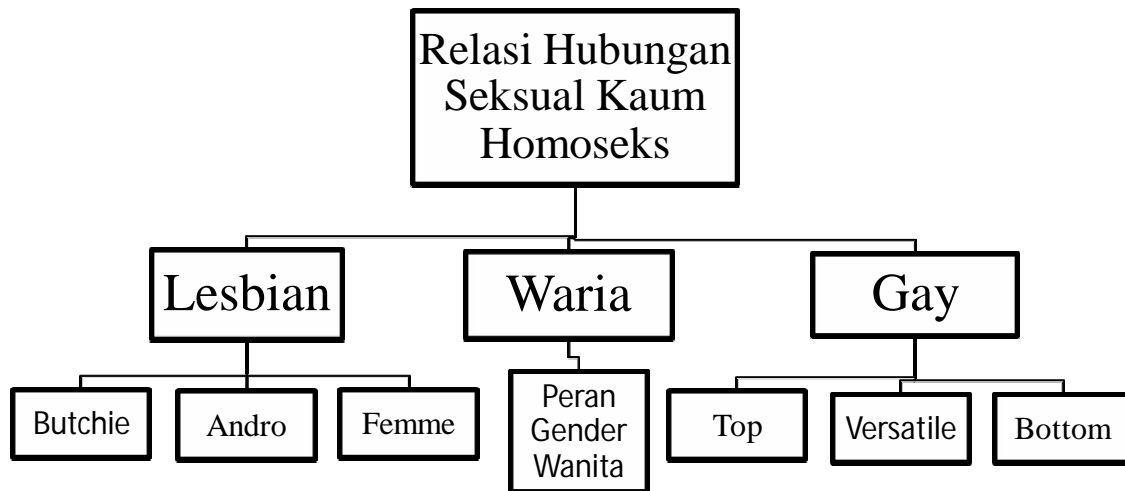 Relasi Hubungan
Seksual Kaum
Homoseks
Lesbian
Waria
Gay
Butchie
Andro
Femme
Peran
Gender
Wanita
Top
Versatile
Bottom